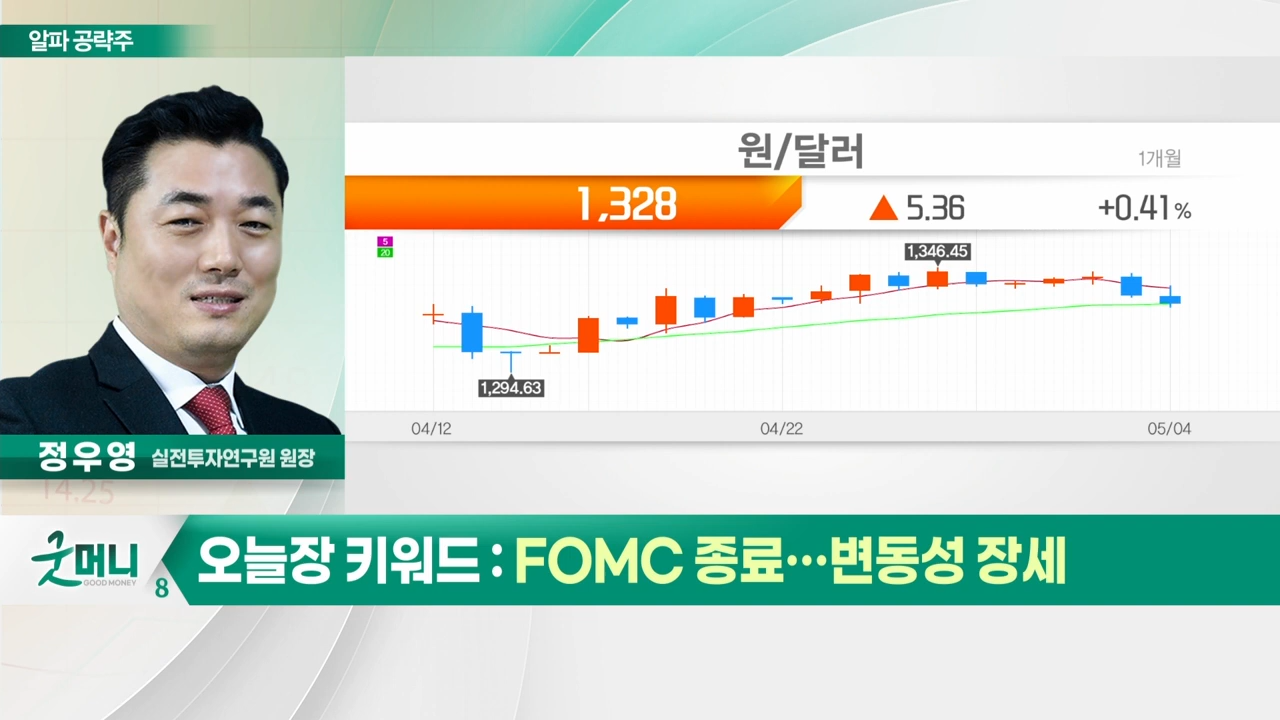 알파 공략주
원/달러
1개월
1,328
▲ 5.36
+0.41%
5
20
1,346.45
1,294.63
04/12
04/22
05/04
정우영 실전투자연구원 원장
14.25
굿머니
GOOD MONEY
8
오늘장 키워드 : FOMC 종료…변동성 장세